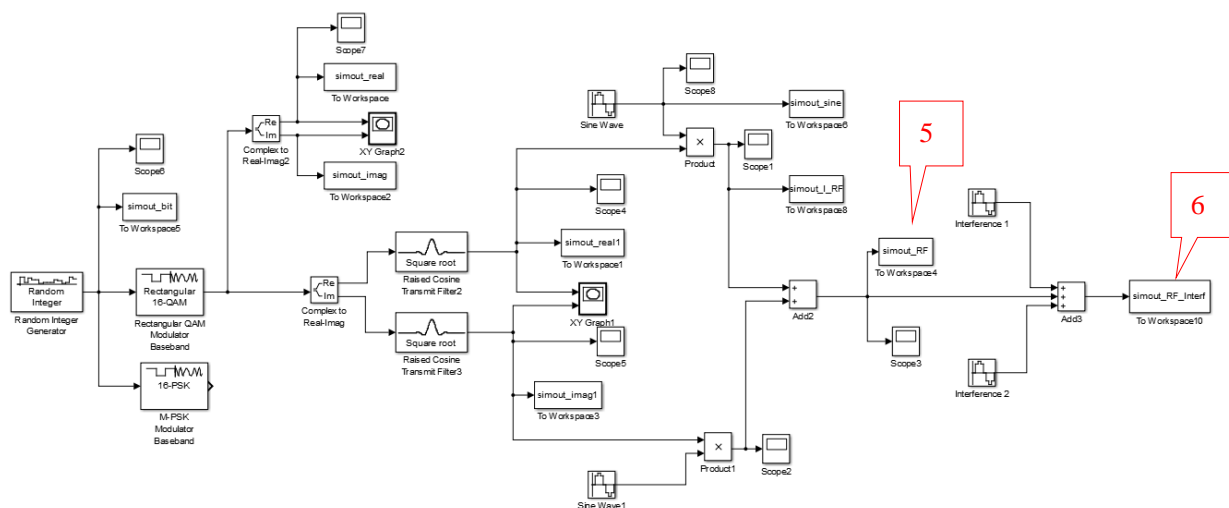 Scope7
simout_real
To Workspace
Re
Im
Complex to
Real-Imag2
XY Graph2
simout_imag
To Workspace2
Scope6
simout_bit
To Workspace5
Random
Integer
Random Integer
Generator
Rectangular
16-QAM
Rectangular QAM
Modulator
Baseband
16-PSK
M-PSK
Modulator
Baseband
Re
Im
Complex to
Real-Imag
Square root
Raised Cosine
Transmit Filter2
Square root
Raised Cosine
Transmit Filter3
Scope4
simout_real1
To Workspace1
XY Graph1
Scope5
simout_imag1
To Workspace3
Sine Wave
Scope8
simout_sine
To Workspace6
×
Product
Scope1
simout_I_RF
To Workspace8
Sine Wave1
×
Product1
Scope2
+
+
Add2
5
simout_RF
To Workspace4
Scope3
Interference 1
Interference 2
+
+
+
Add3
6
simout_RF_Interf
To Workspace10